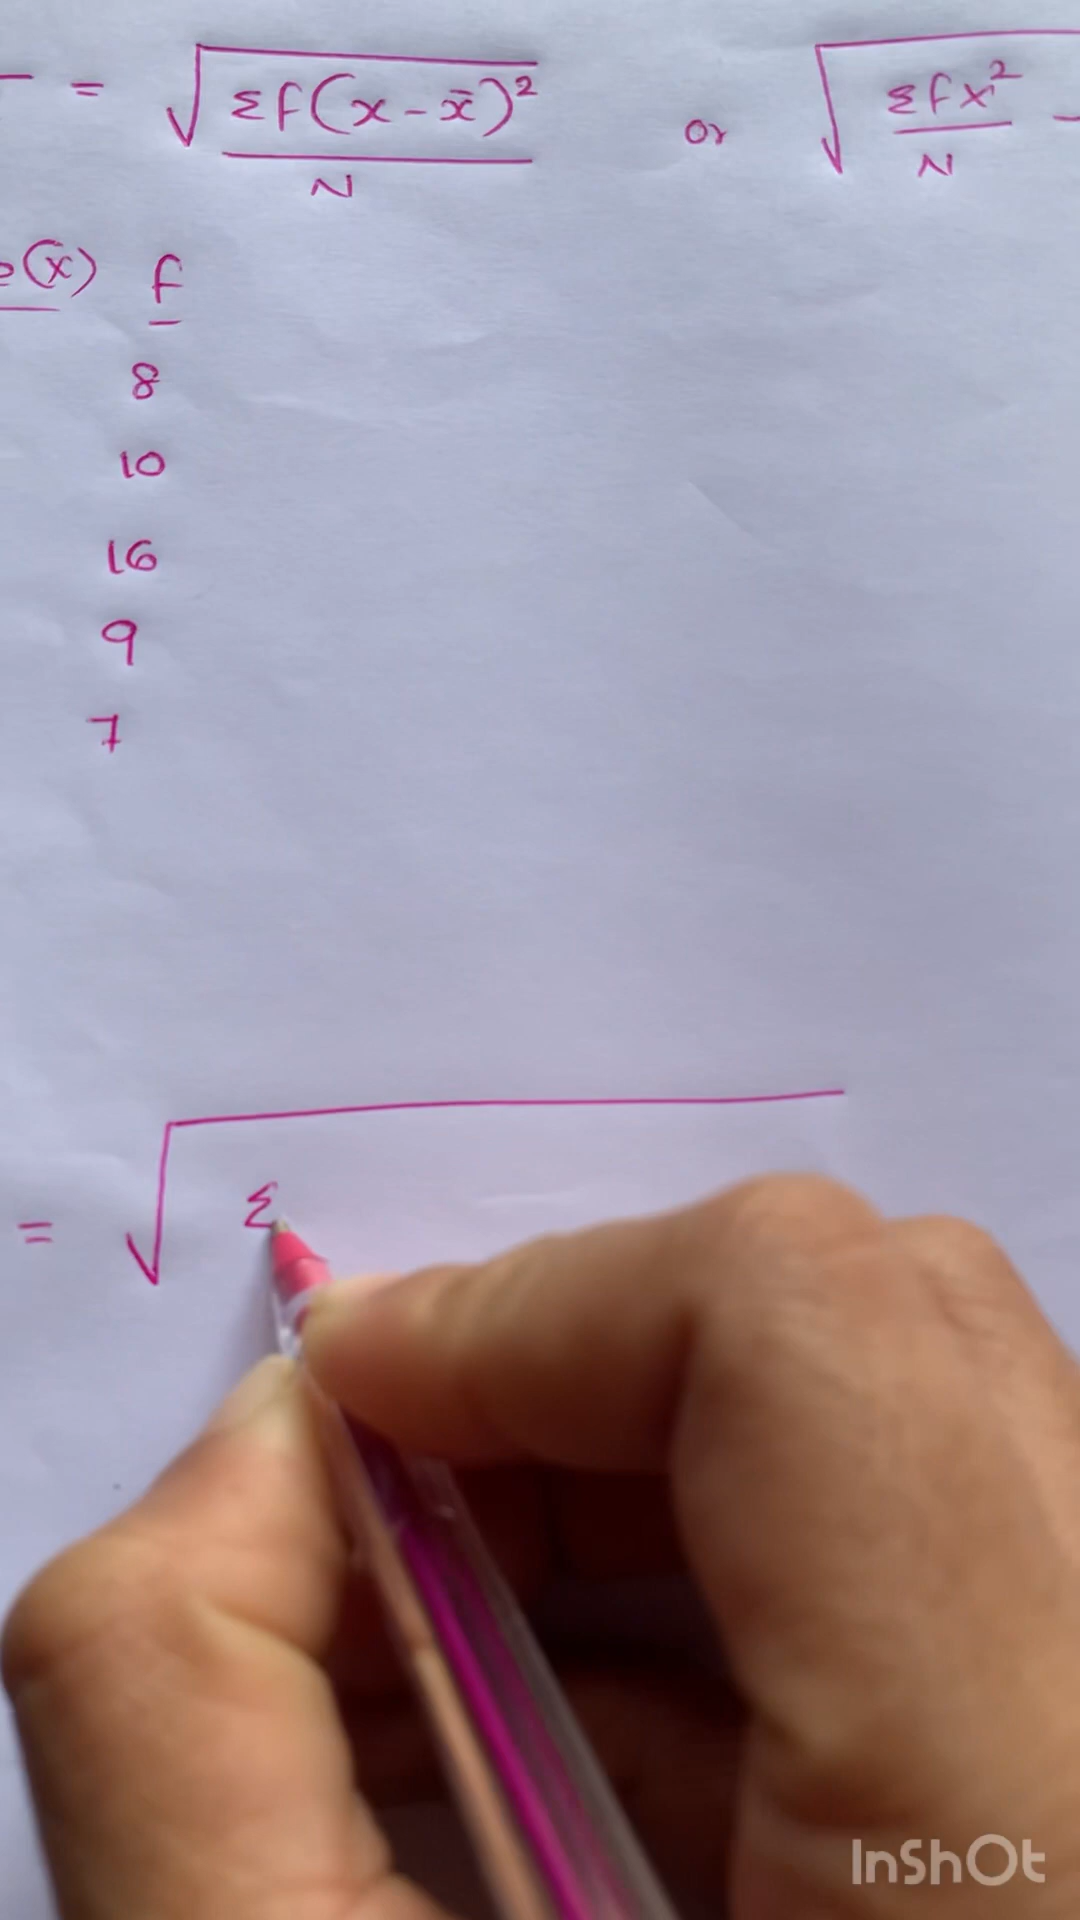 = √Σf(x-x̄)²/N or √Σfx²/N -
(x) f
8
10
16
9
7
= √Σ
InShOt